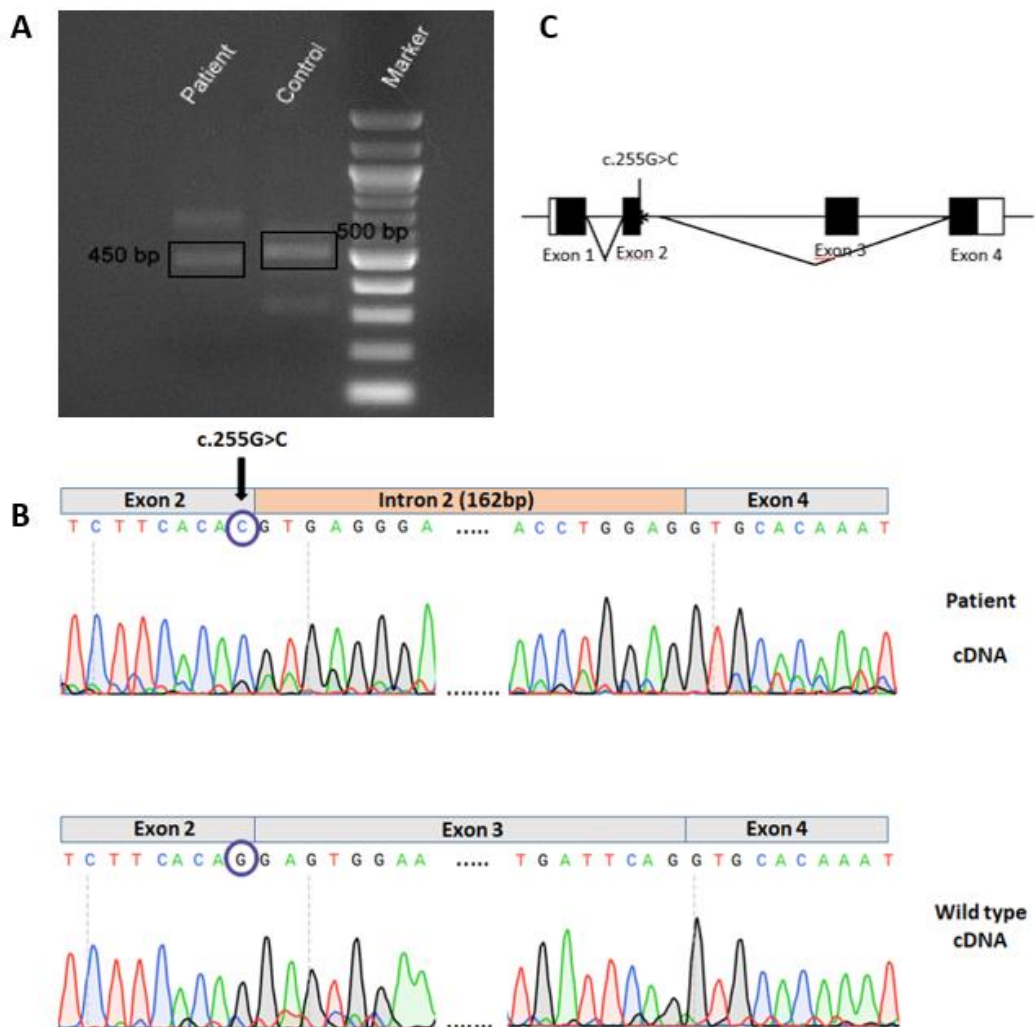 A
C
Patient
Control
Marker
450 bp
500 bp
c.255G>C
Exon 1
Exon 2
Exon 3
Exon 4
c.255G>C
B
Exon 2
Intron 2 (162bp)
Exon 4
T C T T C A C A C G T G A G G G A ..... A C C T G G A G G T G C A C A A A T
Patient
cDNA
.........
Exon 2
Exon 3
Exon 4
T C T T C A C A G G A G T G G A A ..... T G A T T C A G G T G C A C A A A T
Wild type
cDNA
.........